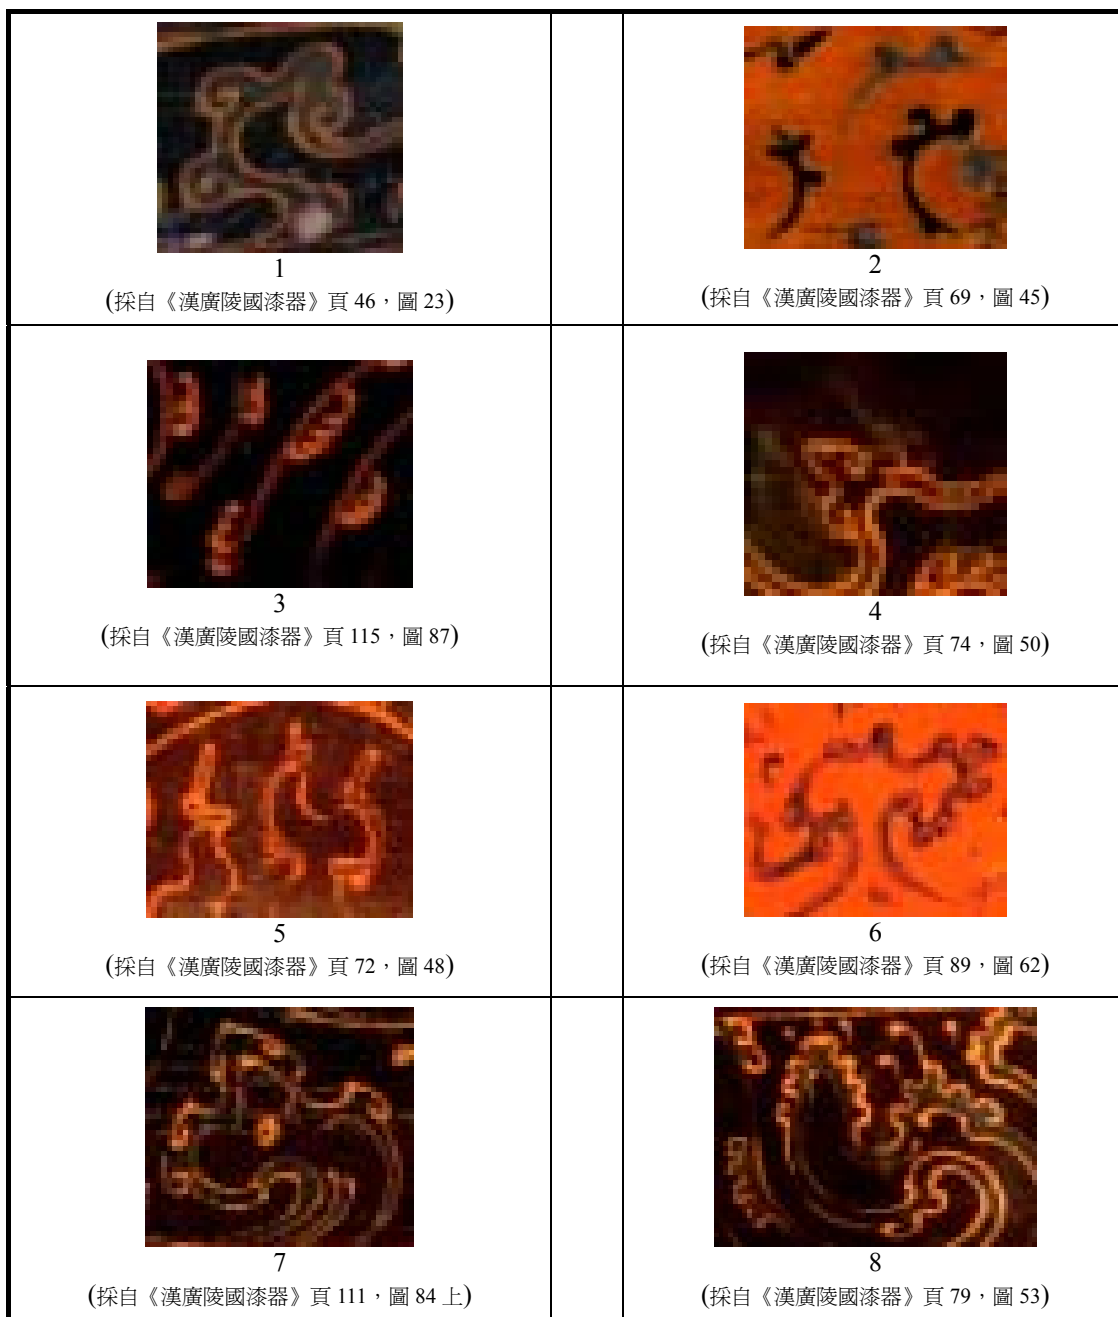 1
(採自《漢廣陵國漆器》頁 46，圖 23)
2
(採自《漢廣陵國漆器》頁 69，圖 45)
3
(採自《漢廣陵國漆器》頁 115，圖 87)
4
(採自《漢廣陵國漆器》頁 74，圖 50)
5
(採自《漢廣陵國漆器》頁 72，圖 48)
6
(採自《漢廣陵國漆器》頁 89，圖 62)
7
(採自《漢廣陵國漆器》頁 111，圖 84 上)
8
(採自《漢廣陵國漆器》頁 79，圖 53)